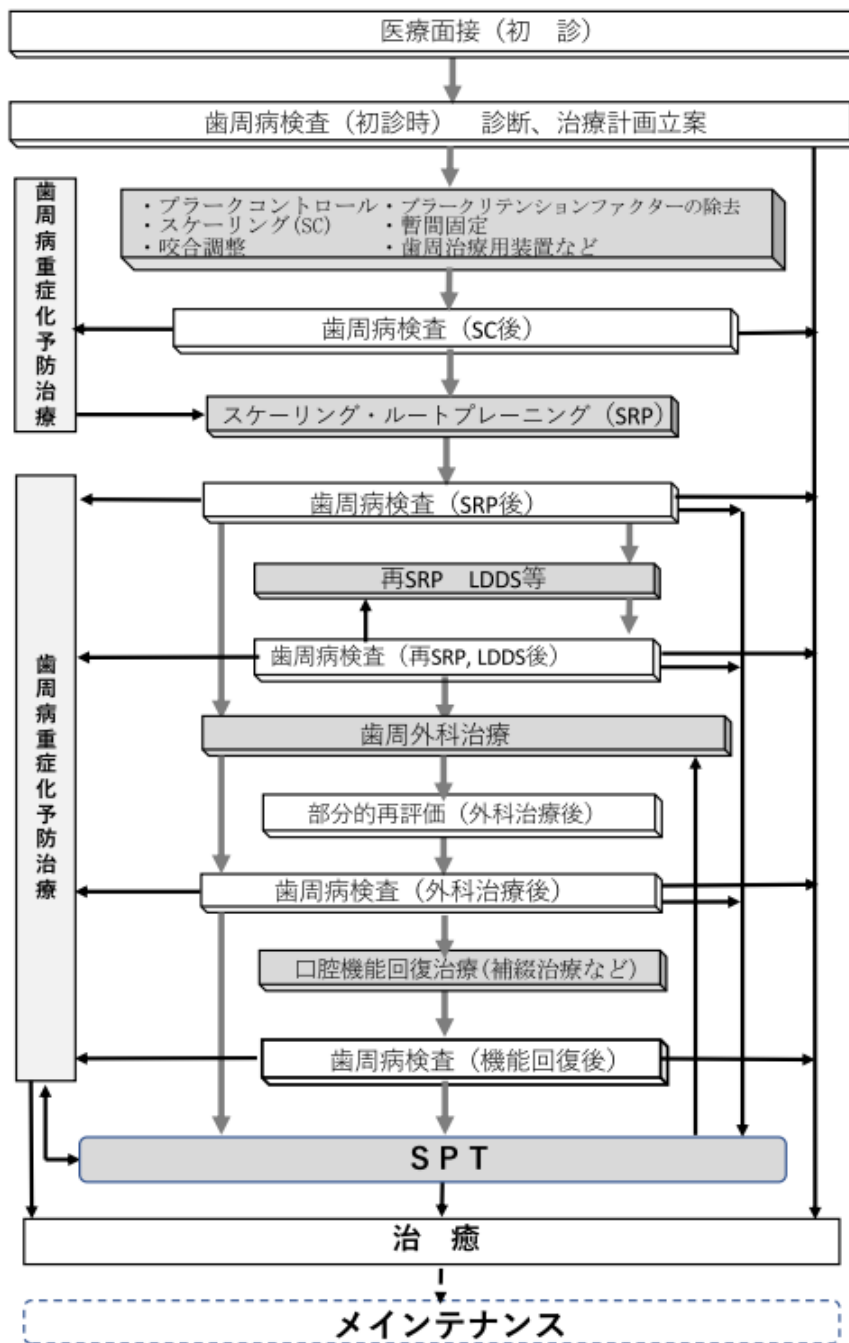 医療面接（初　診）
歯周病検査（初診時）　診断、治療計画立案
歯周病重症化予防治療
・プラークコントロール・プラークリテンションファクターの除去
・スケーリング(SC)　・暫間固定
・咬合調整　・歯周治療用装置など
歯周病検査（SC後）
スケーリング・ルートプレーニング（SRP）
歯周病重症化予防治療
歯周病検査（SRP後）
再SRP　LDDS等
歯周病検査（再SRP, LDDS後）
歯周外科治療
部分的再評価（外科治療後）
歯周病検査（外科治療後）
口腔機能回復治療(補綴治療など）
歯周病検査（機能回復後）
ＳＰＴ
治　癒
メインテナンス